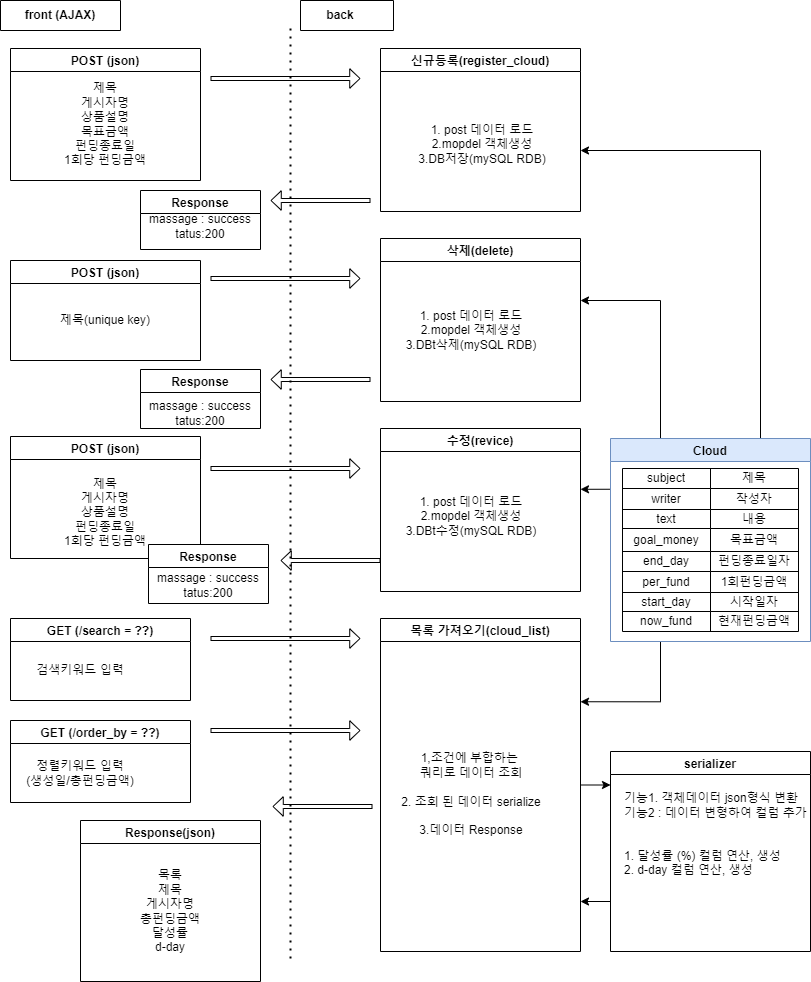 front (AJAX)
back
POST (json)
제목
게시자명
상품설명
목표금액
펀딩종료일
1회당 펀딩금액
신규등록(register_cloud)
1. post 데이터 로드
2.mopdel 객체생성
3.DB저장(mySQL RDB)
Response
massage : success
tatus:200
POST (json)
제목(unique key)
삭제(delete)
1. post 데이터 로드
2.mopdel 객체생성
3.DBt삭제(mySQL RDB)
Response
massage : success
tatus:200
POST (json)
제목
게시자명
상품설명
펀딩종료일
1회당 펀딩금액
수정(revice)
1. post 데이터 로드
2.mopdel 객체생성
3.DBt수정(mySQL RDB)
Response
massage : success
tatus:200
Cloud
subject 제목
writer 작성자
text 내용
goal_money 목표금액
end_day 펀딩종료일자
per_fund 1회펀딩금액
start_day 시작일자
now_fund 현재펀딩금액
GET (/search = ??)
검색키워드 입력
GET (/order_by = ??)
정렬키워드 입력
(생성일/총펀딩금액)
목록 가져오기(cloud_list)
1,조건에 부합하는
쿼리로 데이터 조회
2. 조회 된 데이터 serialize
3.데이터 Response
serializer
기능1. 객체데이터 json형식 변환
기능2 : 데이터 변형하여 컬럼 추가
1. 달성률 (%) 컬럼 연산, 생성
2. d-day 컬럼 연산, 생성
Response(json)
목록
제목
게시자명
총펀딩금액
달성률
d-day